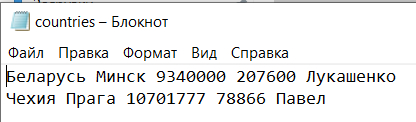 countries – Блокнот
Файл Правка Формат Вид Справка
Беларусь Минск 9340000 207600 Лукашенко
Чехия Прага 10701777 78866 Павел